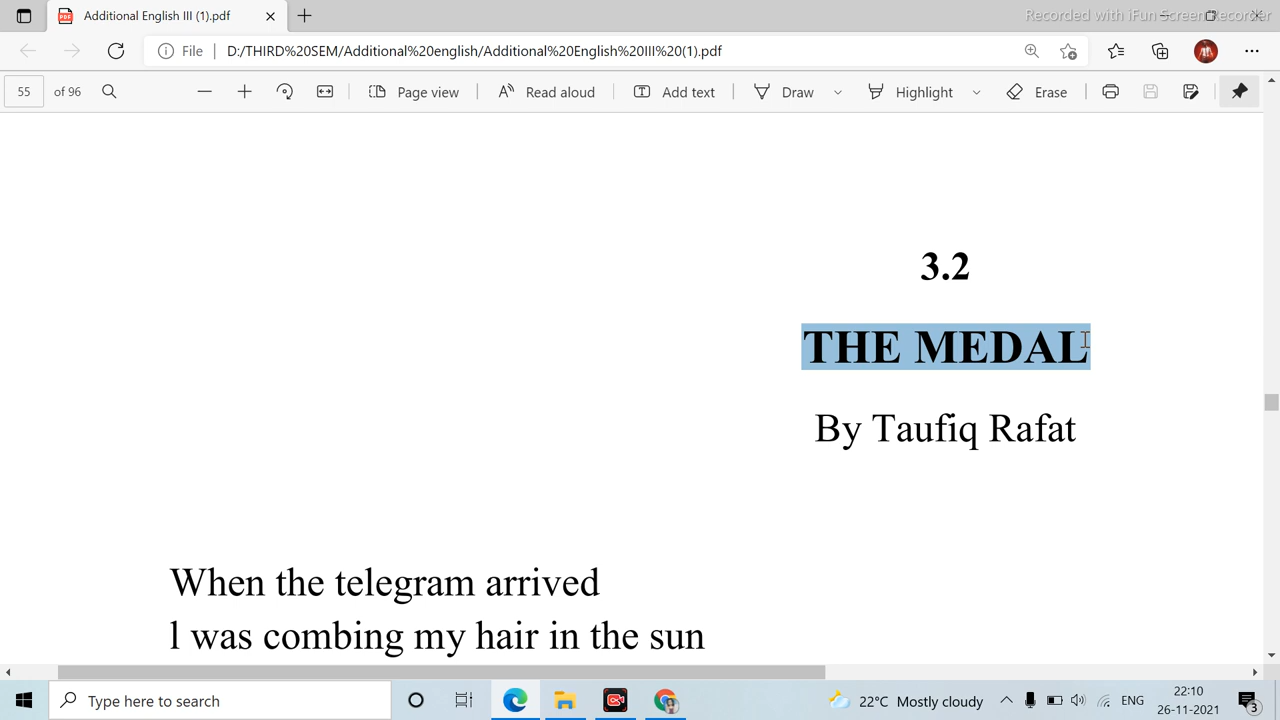 Additional English III (1).pdf
Recorded with iFun Screen Recorder
File
D:/THIRD%20SEM/Additional%20english/Additional%20English%20III%20(1).pdf
55 of 96
Page view
Read aloud
Add text
Draw
Highlight
Erase
3.2
THE MEDAL
By Taufiq Rafat
When the telegram arrived
l was combing my hair in the sun
Type here to search
22°C Mostly cloudy
ENG
22:10
26-11-2021
3